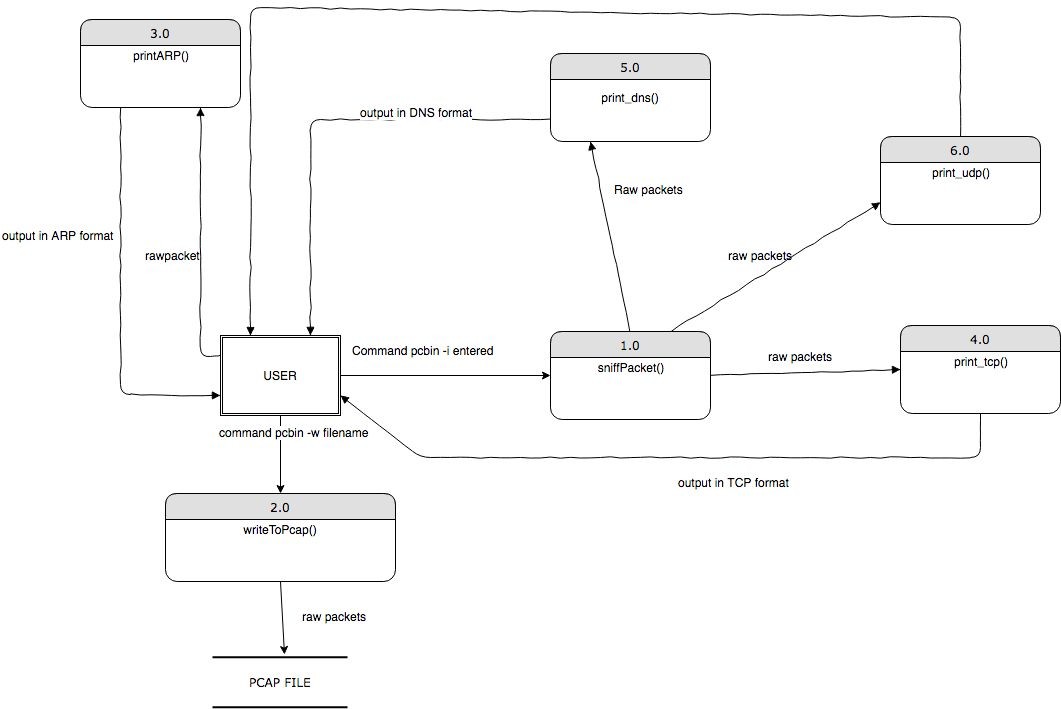 3.0
printARP()
5.0
print_dns()
output in DNS format
6.0
print_udp()
Raw packets
output in ARP format
rawpacket
raw packets
USER
Command pcbin -i entered
1.0
sniffPacket()
raw packets
4.0
print_tcp()
command pcbin -w filename
output in TCP format
2.0
writeToPcap()
raw packets
PCAP FILE